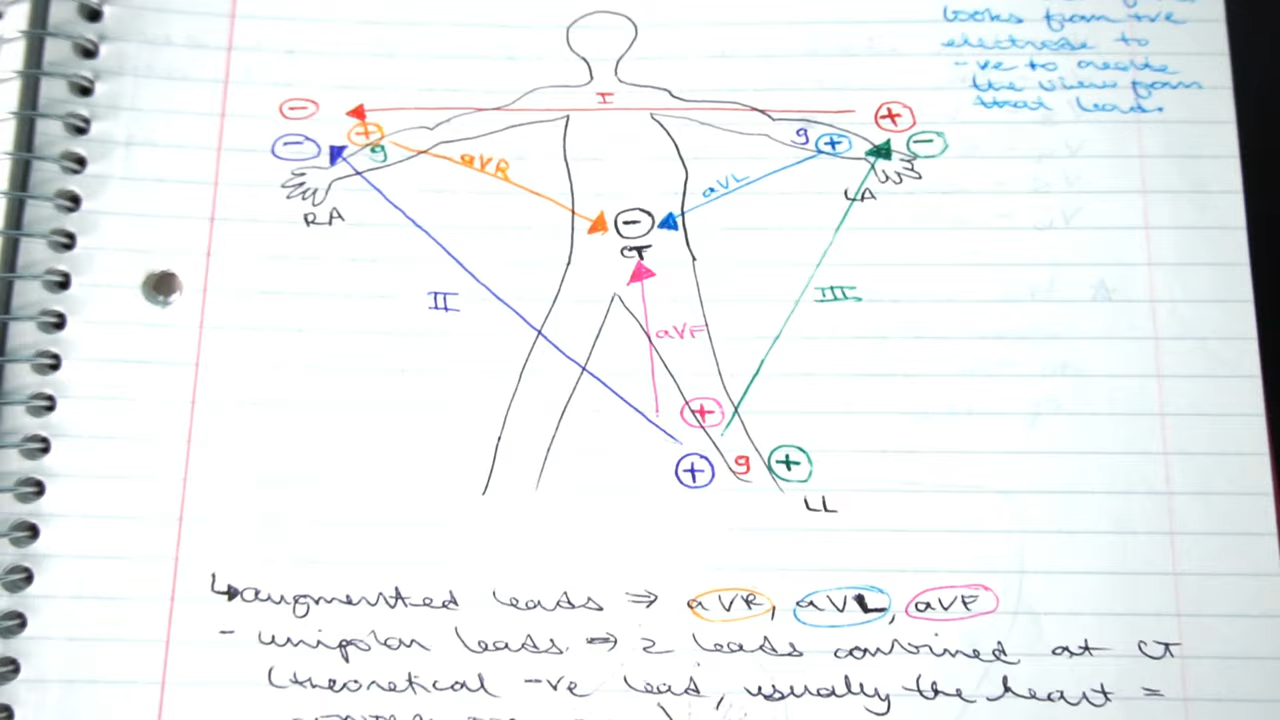 looks from +ve
electrode to
-ve to create
the view from
that lead.
I
-
+
+
-
g
g
+
-
aVR
aVL
RA
LA
-
CT
II
III
aVF
+
+
g
+
LL
↳augmented leads ⇒ aVR, aVL, aVF
- unipolar leads ⇒ 2 leads combined at CT
(theoretical -ve lead, usually the heart =